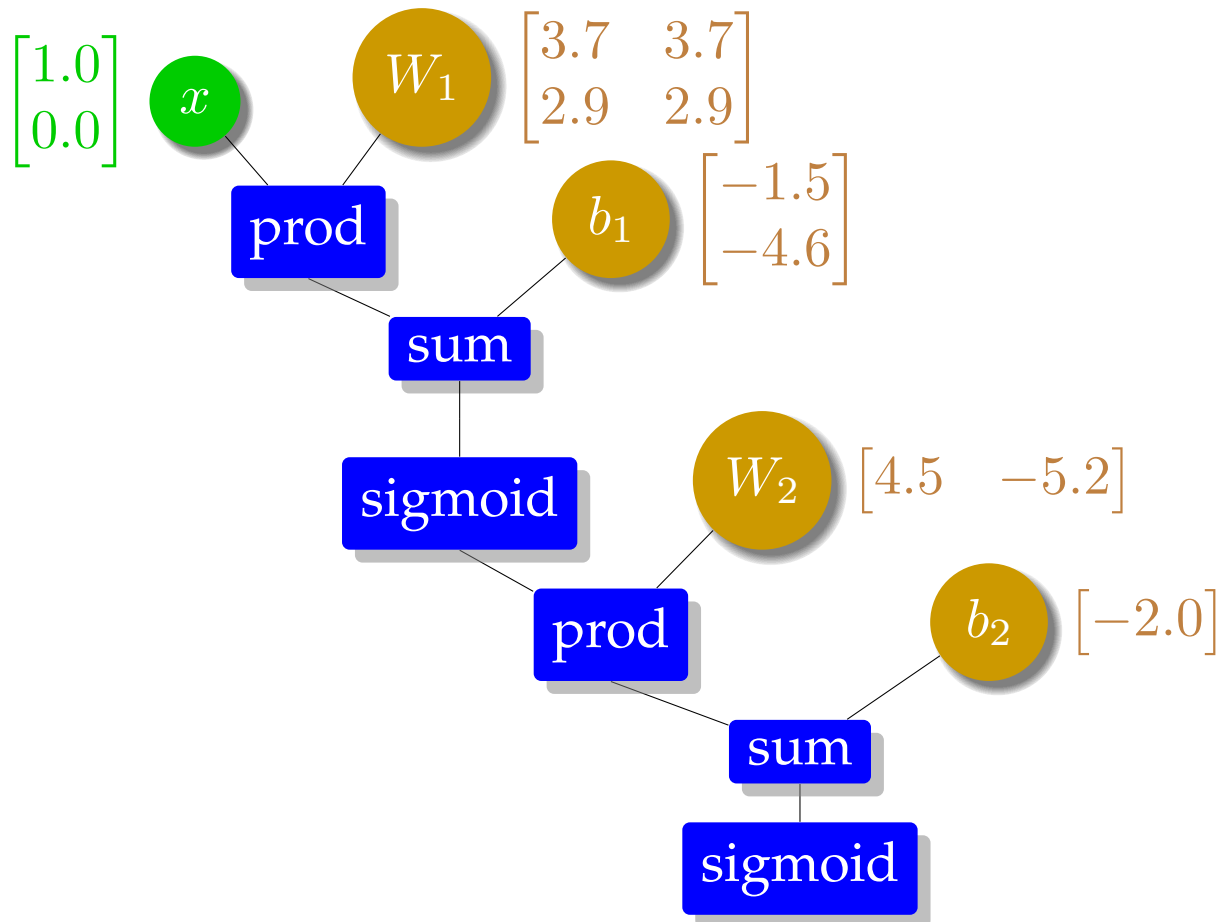 [1.0
0.0]
x
W₁
[3.7 3.7
2.9 2.9]
prod
b₁
[−1.5
−4.6]
sum
sigmoid
W₂
[4.5 −5.2]
prod
b₂
[−2.0]
sum
sigmoid